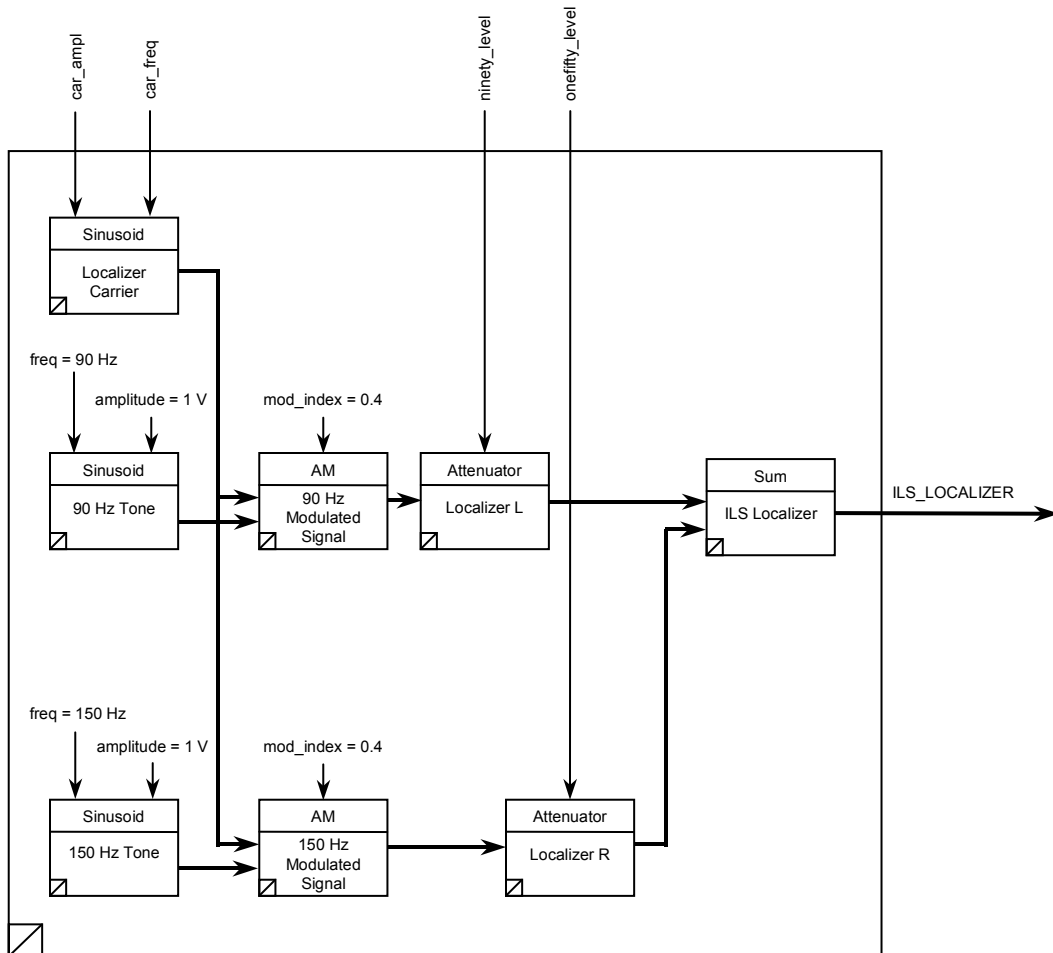 car_ampl
car_freq
ninety_level
onefifty_level
Sinusoid
Localizer
Carrier
freq = 90 Hz
amplitude = 1 V
mod_index = 0.4
Sinusoid
90 Hz Tone
AM
90 Hz
Modulated
Signal
Attenuator
Localizer L
Sum
ILS Localizer
ILS_LOCALIZER
freq = 150 Hz
amplitude = 1 V
mod_index = 0.4
Sinusoid
150 Hz Tone
AM
150 Hz
Modulated
Signal
Attenuator
Localizer R